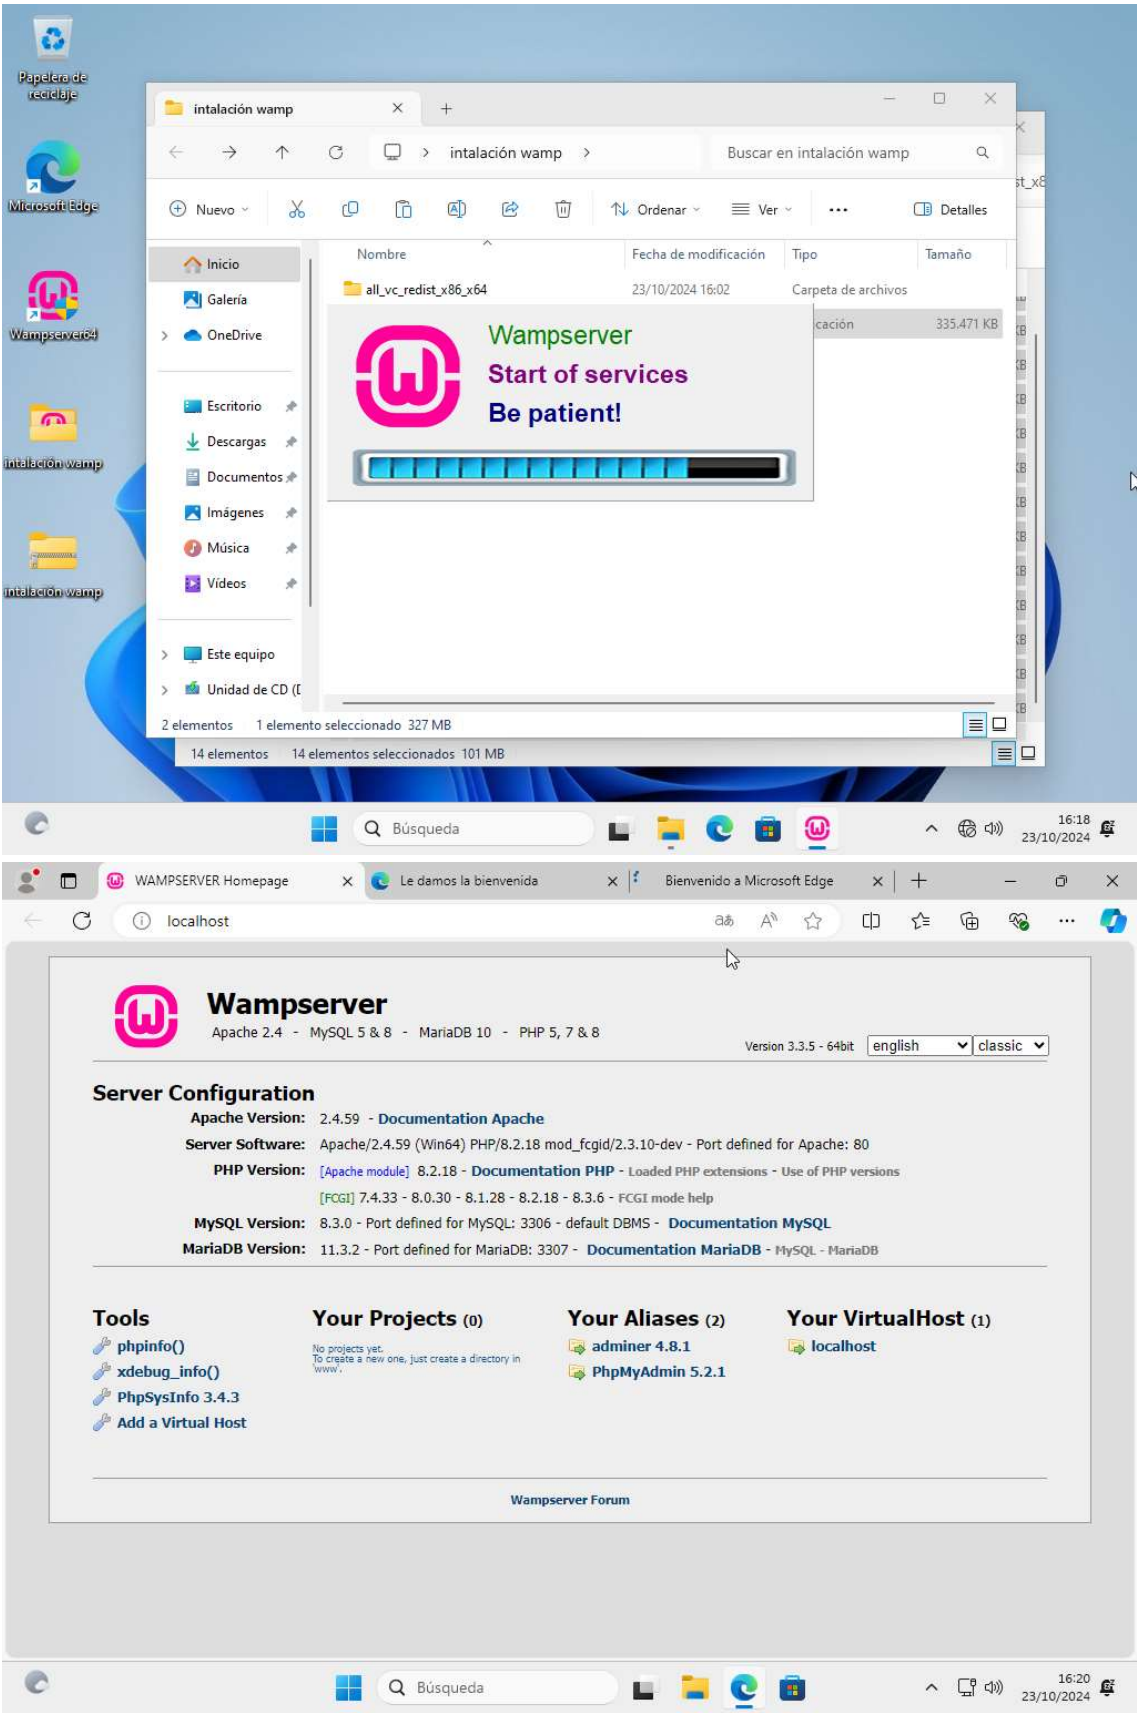 Papelera de
reciclaje
Microsoft Edge
Wampserver64
intalación wamp
intalación wamp
intalación wamp
intalación wamp
Buscar en intalación wamp
st_x8
Nuevo
Ordenar
Ver
Detalles
Nombre
Fecha de modificación
Tipo
Tamaño
Inicio
Galería
OneDrive
Escritorio
Descargas
Documentos
Imágenes
Música
Vídeos
Este equipo
Unidad de CD (D
all_vc_redist_x86_x64
23/10/2024 16:02
Carpeta de archivos
cación
335.471 KB
Wampserver
Start of services
Be patient!
2 elementos 1 elemento seleccionado 327 MB
14 elementos 14 elementos seleccionados 101 MB
Búsqueda
16:18
23/10/2024
WAMPSERVER Homepage
Le damos la bienvenida
Bienvenido a Microsoft Edge
localhost
Wampserver
Apache 2.4 - MySQL 5 & 8 - MariaDB 10 - PHP 5, 7 & 8
Version 3.3.5 - 64bit english classic
Server Configuration
Apache Version: 2.4.59 - Documentation Apache
Server Software: Apache/2.4.59 (Win64) PHP/8.2.18 mod_fcgid/2.3.10-dev - Port defined for Apache: 80
PHP Version: [Apache module] 8.2.18 - Documentation PHP - Loaded PHP extensions - Use of PHP versions
[FCGI] 7.4.33 - 8.0.30 - 8.1.28 - 8.2.18 - 8.3.6 - FCGI mode help
MySQL Version: 8.3.0 - Port defined for MySQL: 3306 - default DBMS - Documentation MySQL
MariaDB Version: 11.3.2 - Port defined for MariaDB: 3307 - Documentation MariaDB - MySQL - MariaDB
Tools
phpinfo()
xdebug_info()
PhpSysInfo 3.4.3
Add a Virtual Host
Your Projects (0)
No projects yet.
To create a new one, just create a directory in
'www'.
Your Aliases (2)
adminer 4.8.1
PhpMyAdmin 5.2.1
Your VirtualHost (1)
localhost
Wampserver Forum
Búsqueda
16:20
23/10/2024